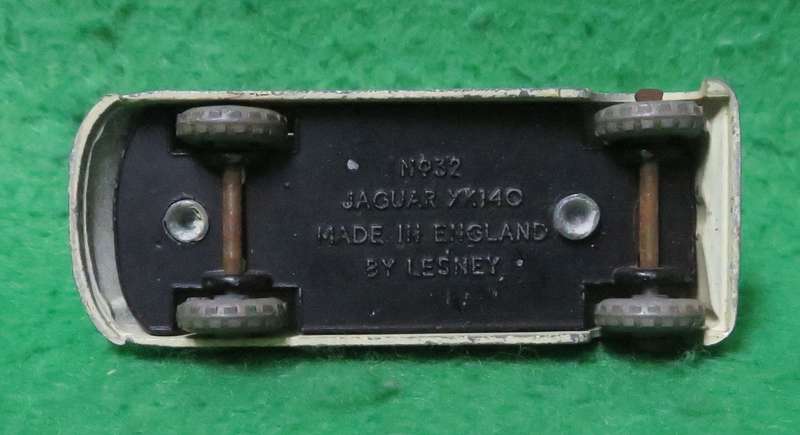 Nº32
JAGUAR XK140
MADE IN ENGLAND
BY LESNEY